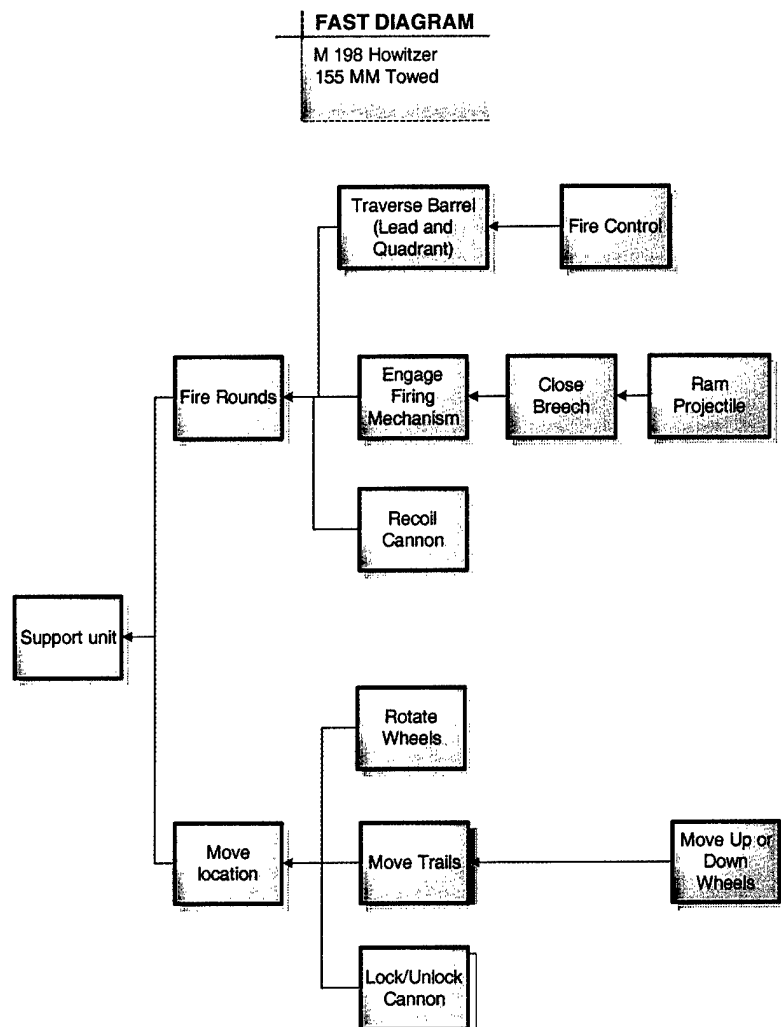 FAST DIAGRAM
M 198 Howitzer
155 MM Towed
Traverse Barrel
(Lead and
Quadrant)
Fire Control
Fire Rounds
Engage
Firing
Mechanism
Close
Breech
Ram
Projectile
Recoil
Cannon
Support unit
Rotate
Wheels
Move
location
Move Trails
Move Up or
Down
Wheels
Lock/Unlock
Cannon